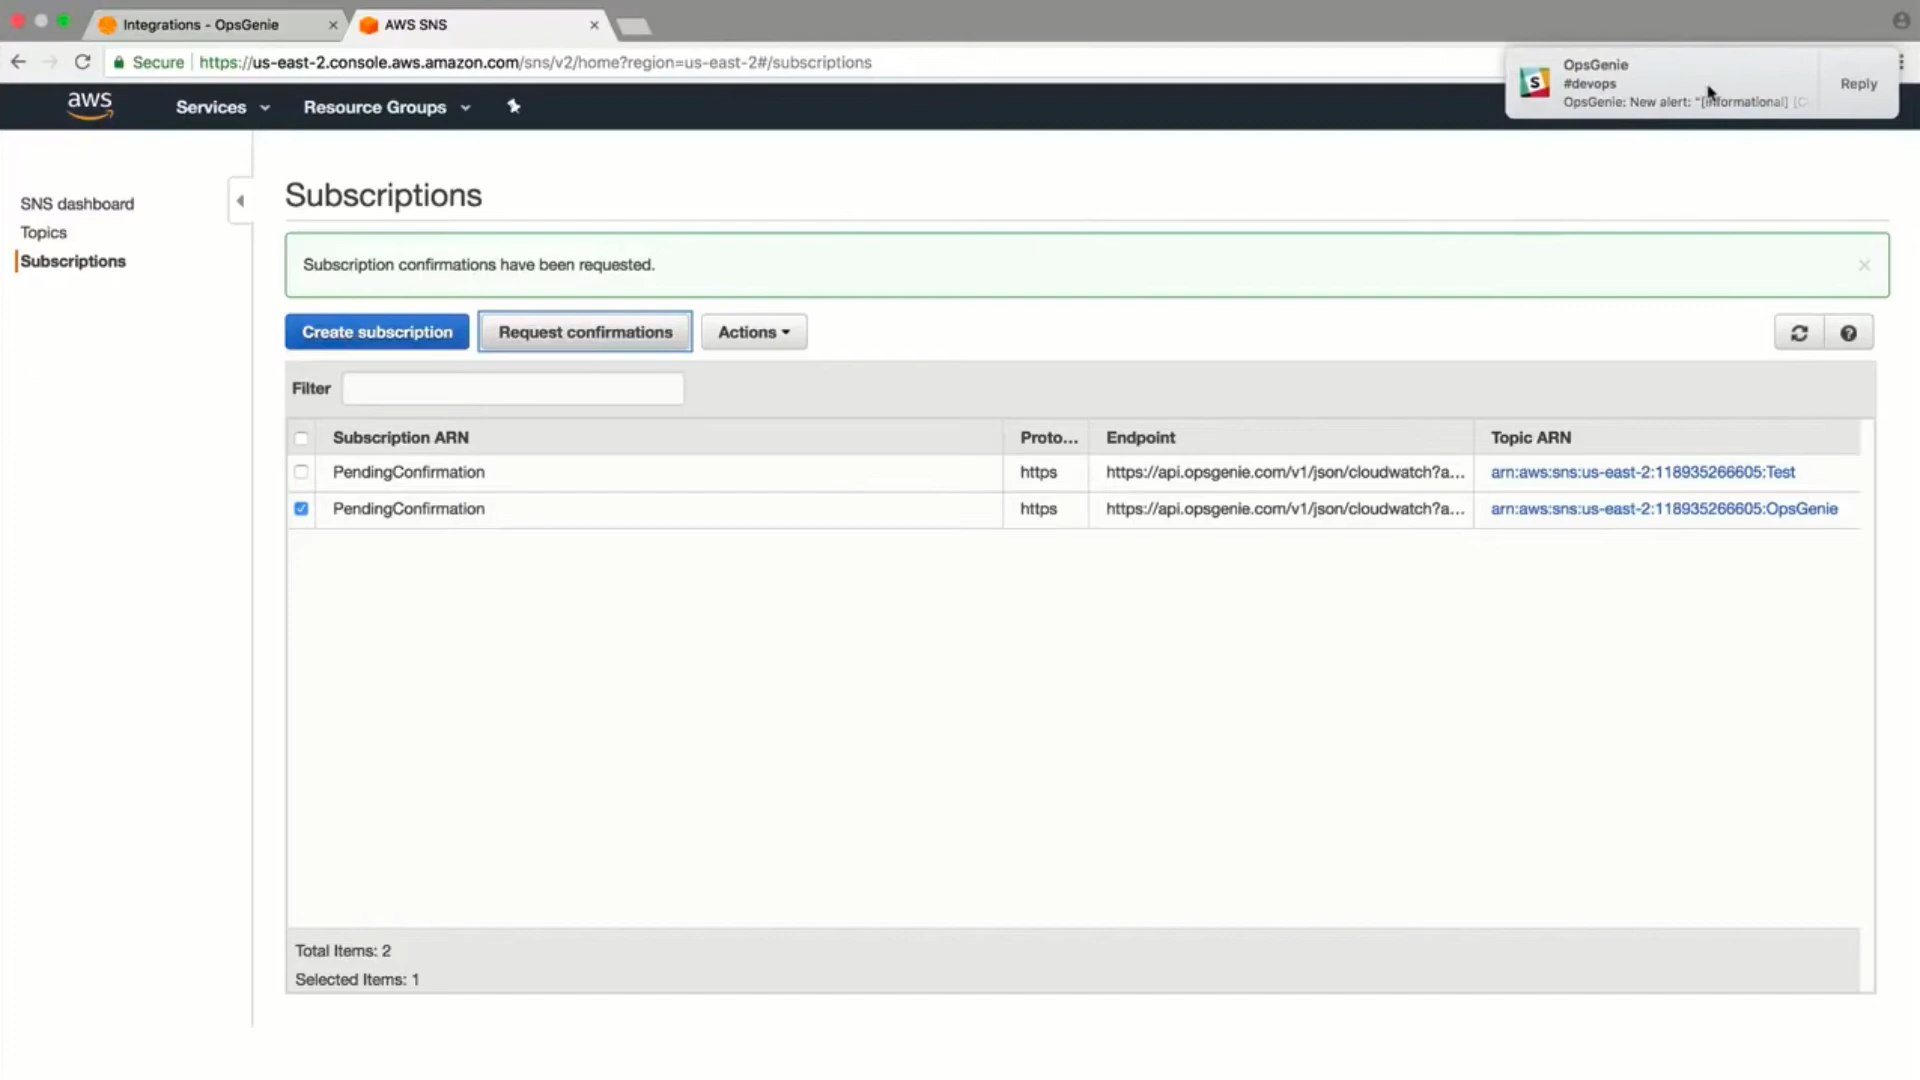 Integrations - OpsGenie
AWS SNS
Secure
https://us-east-2.console.aws.amazon.com/sns/v2/home?region=us-east-2#/subscriptions
OpsGenie
#devops
OpsGenie: New alert: "[Informational] [C
Reply
aws
Services
Resource Groups
SNS dashboard
Topics
Subscriptions
Subscriptions
Subscription confirmations have been requested.
Create subscription
Request confirmations
Actions
Filter
Subscription ARN Proto... Endpoint Topic ARN
PendingConfirmation https https://api.opsgenie.com/v1/json/cloudwatch?a... arn:aws:sns:us-east-2:118935266605:Test
PendingConfirmation https https://api.opsgenie.com/v1/json/cloudwatch?a... arn:aws:sns:us-east-2:118935266605:OpsGenie
Total Items: 2
Selected Items: 1